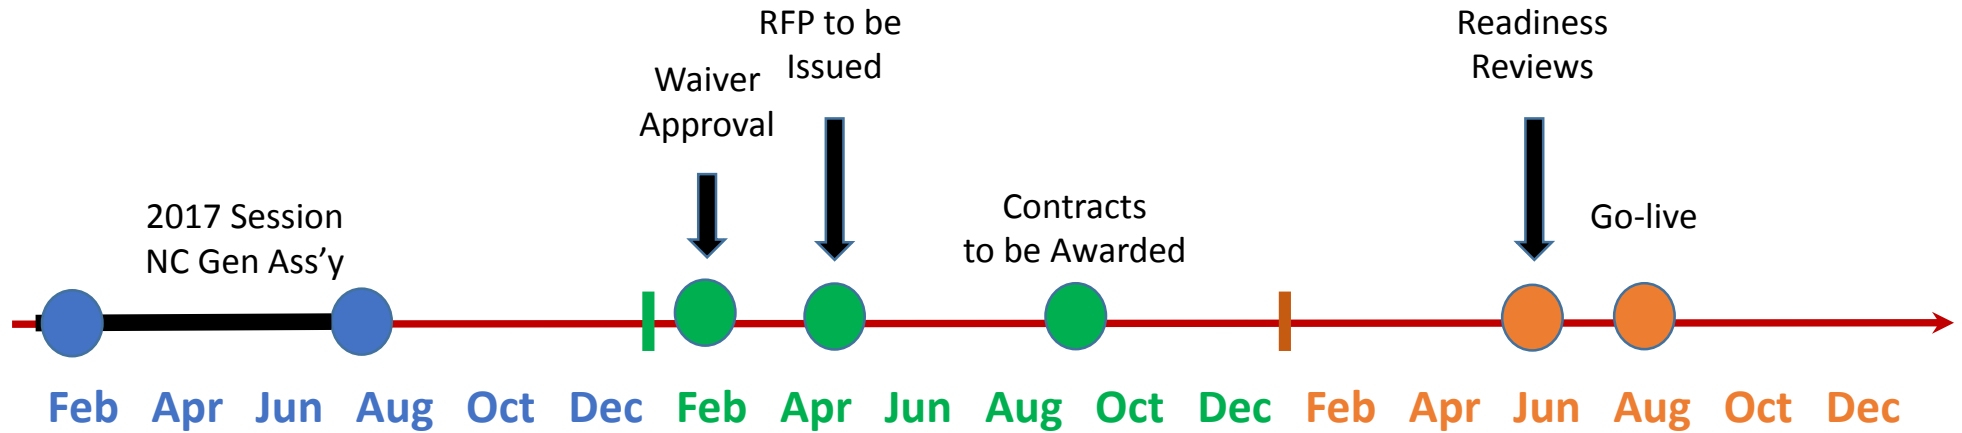 RFP to be
Issued
Readiness
Reviews
Waiver
Approval
2017 Session
NC Gen Ass’y
Contracts
to be Awarded
Go-live
Feb Apr Jun Aug Oct Dec Feb Apr Jun Aug Oct Dec Feb Apr Jun Aug Oct Dec